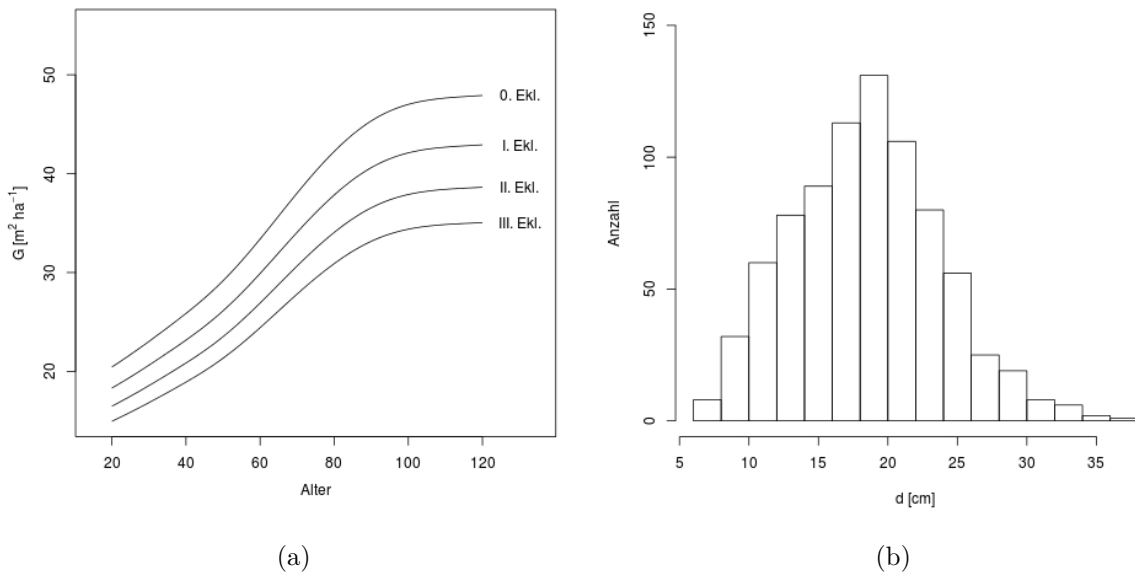 50
40
30
20
G [m² ha⁻¹]
0. Ekl.
I. Ekl.
II. Ekl.
III. Ekl.
20 40 60 80 100 120
Alter
(a)
150
100
50
0
Anzahl
5 10 15 20 25 30 35
d [cm]
(b)